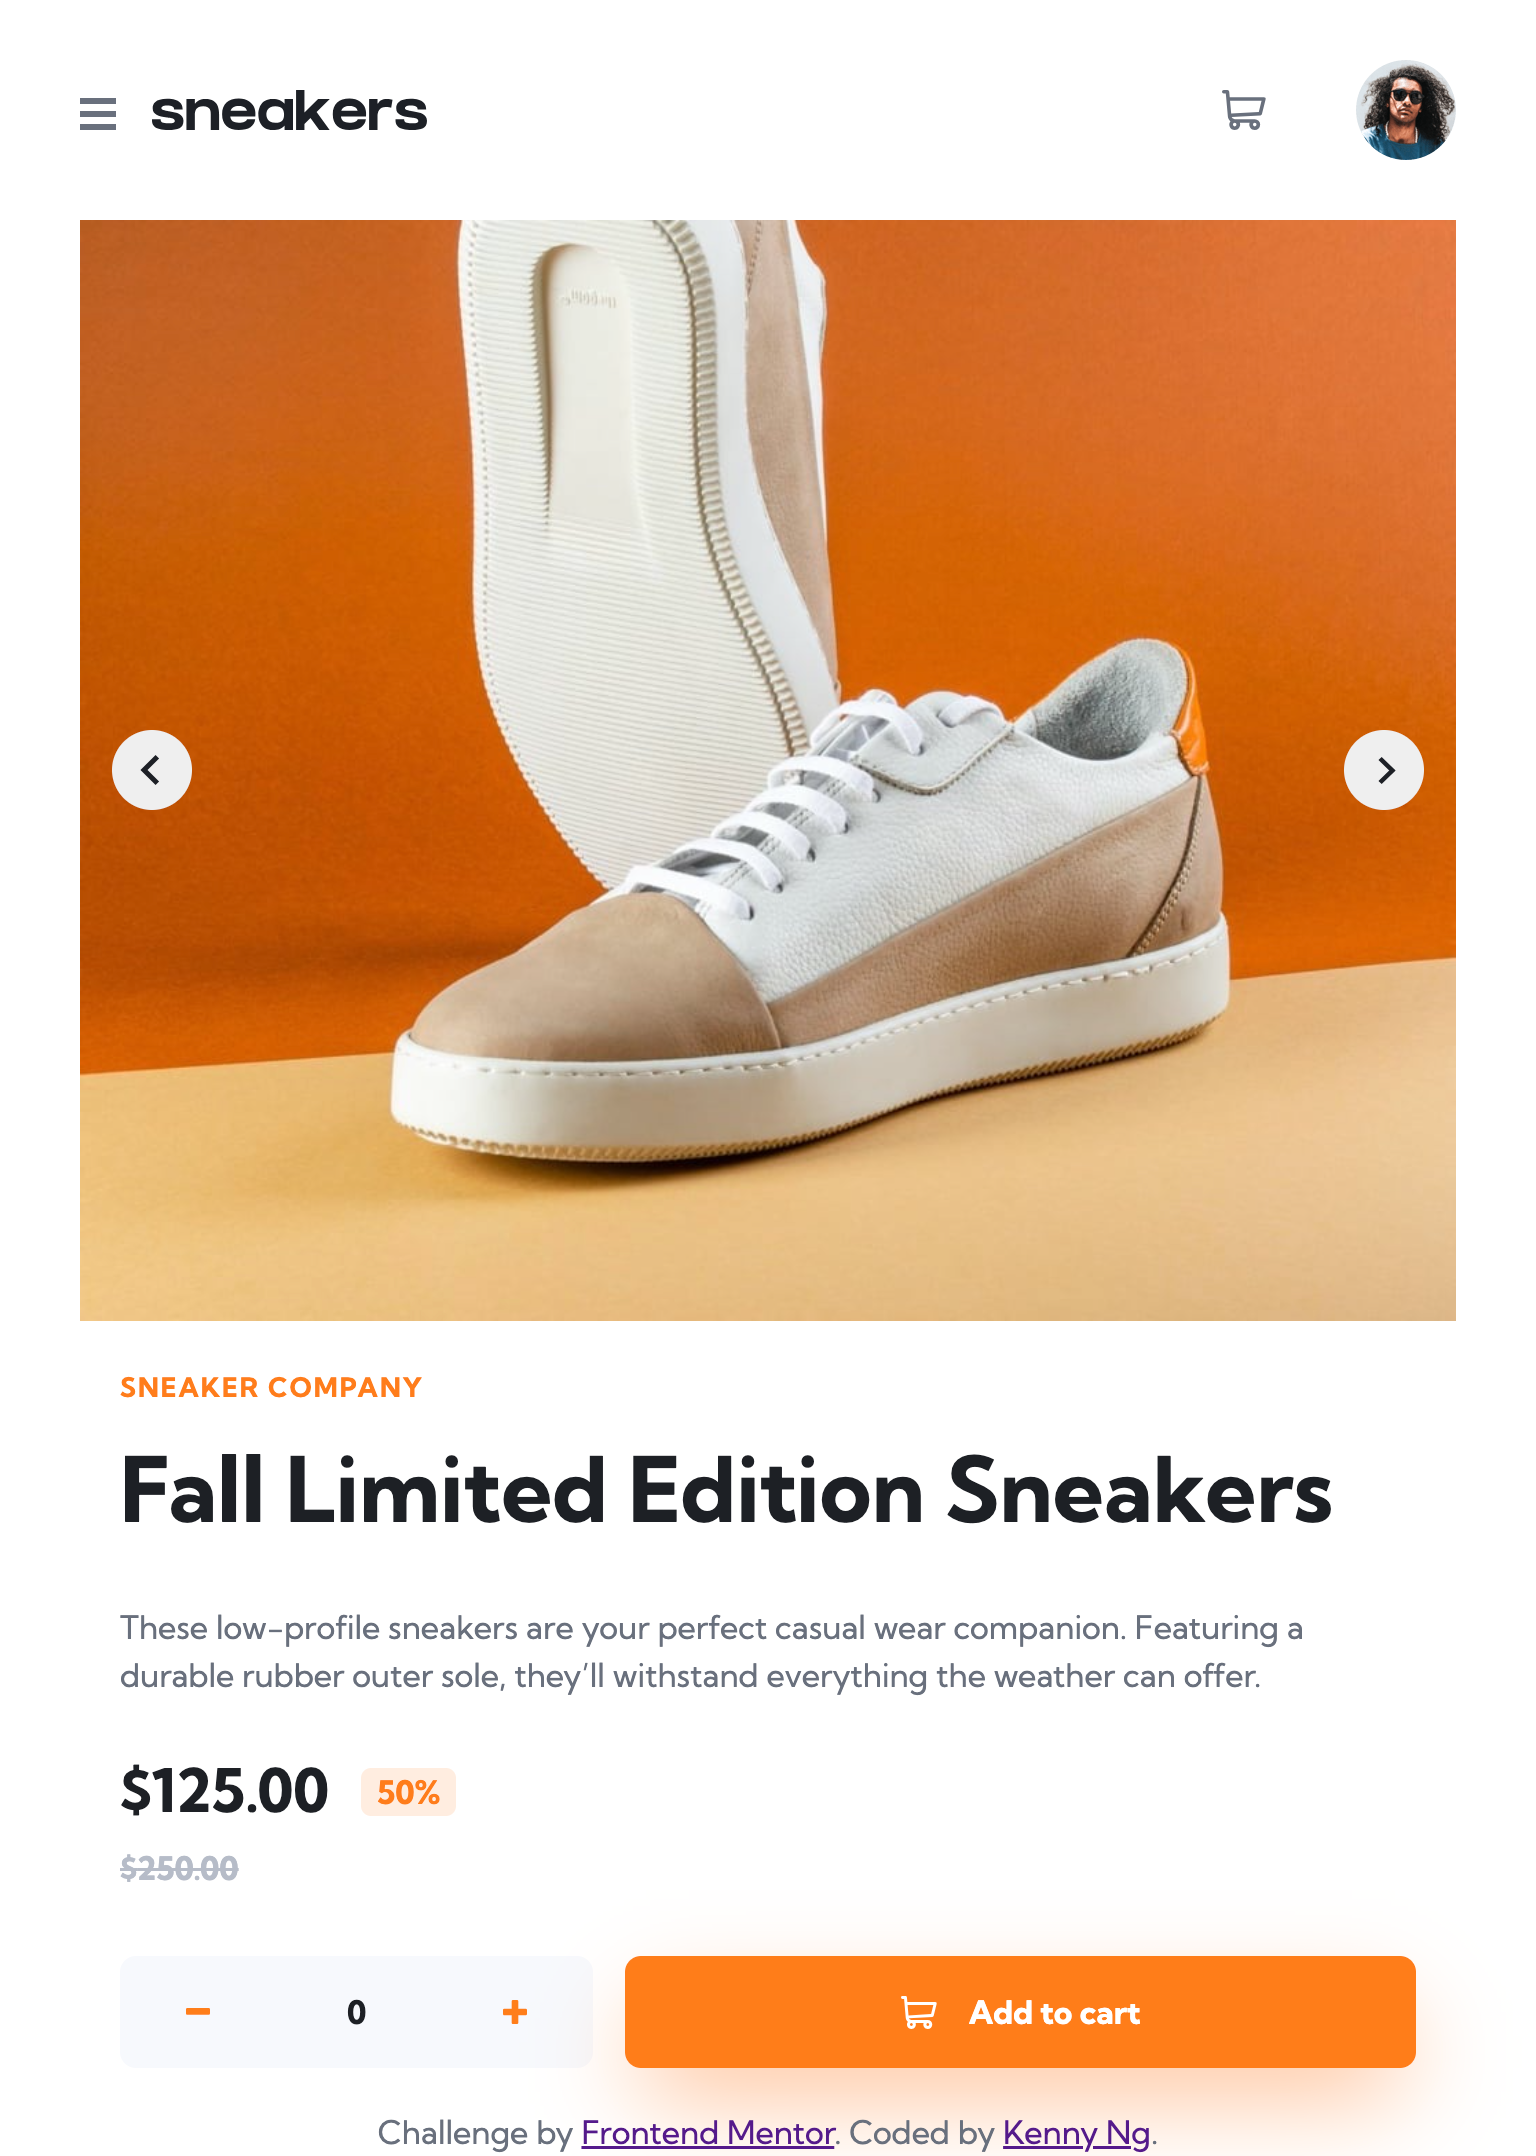 sneakers
SNEAKER COMPANY
Fall Limited Edition Sneakers
These low-profile sneakers are your perfect casual wear companion. Featuring a
durable rubber outer sole, they’ll withstand everything the weather can offer.
$125.00 50%
$250.00
0 Add to cart
Challenge by Frontend Mentor. Coded by Kenny Ng.